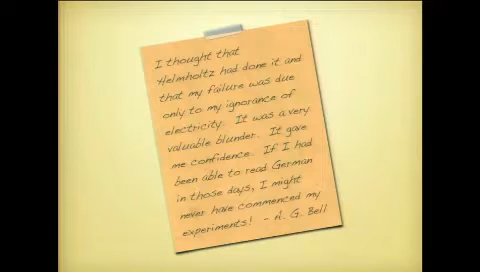 I thought that
Helmholtz had done it and
that my failure was due
only to my ignorance of
electricity. It was a very
valuable blunder. It gave
me confidence. If I had
been able to read German
in those days, I might
never have commenced my
experiments! - A. G. Bell